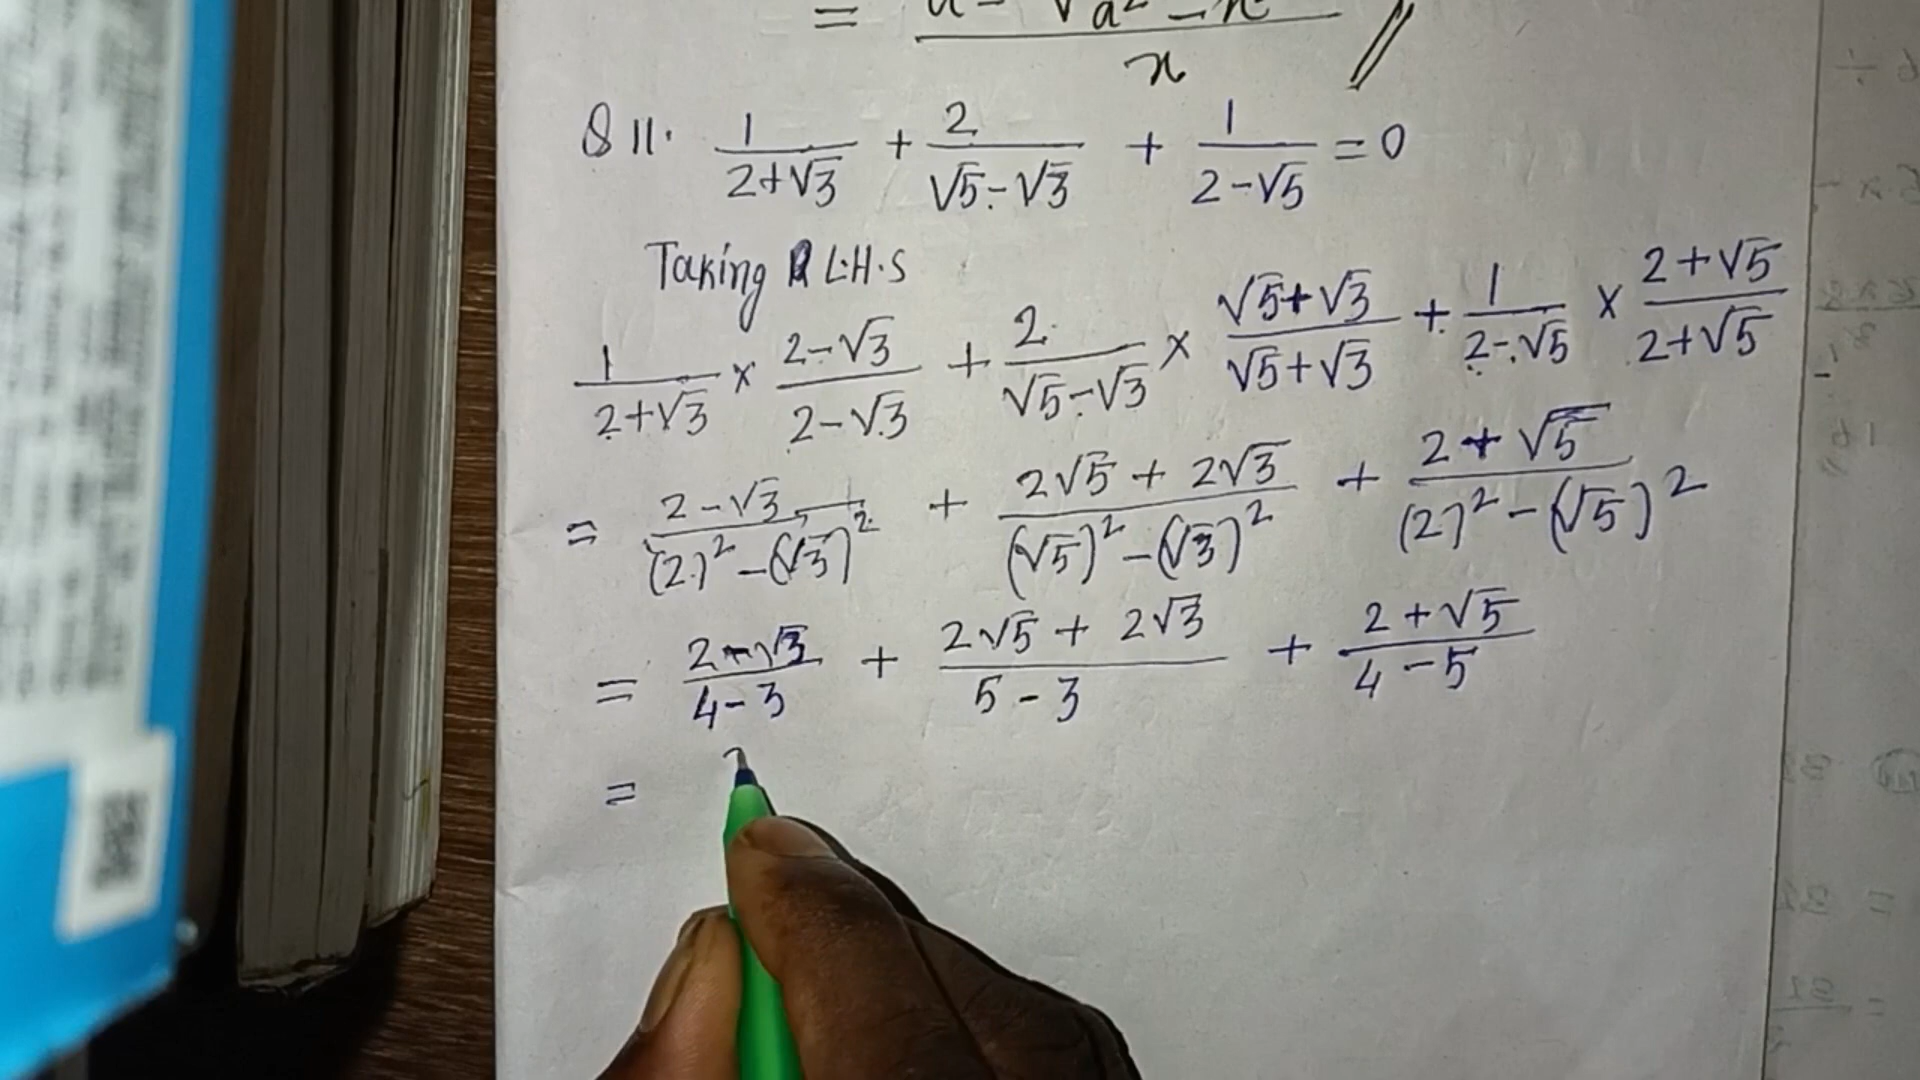 = a - √a² - x² / x //
Q 11. 1/(2+√3) + 2/(√5-√3) + 1/(2-√5) = 0
Taking L.H.S
1/(2+√3) × (2-√3)/(2-√3) + 2/(√5-√3) × (√5+√3)/(√5+√3) + 1/(2-√5) × (2+√5)/(2+√5)
= (2-√3)/((2)²-(√3)²) + (2√5+2√3)/((√5)²-(√3)²) + (2+√5)/((2)²-(√5)²)
= (2-√3)/(4-3) + (2√5+2√3)/(5-3) + (2+√5)/(4-5)
=